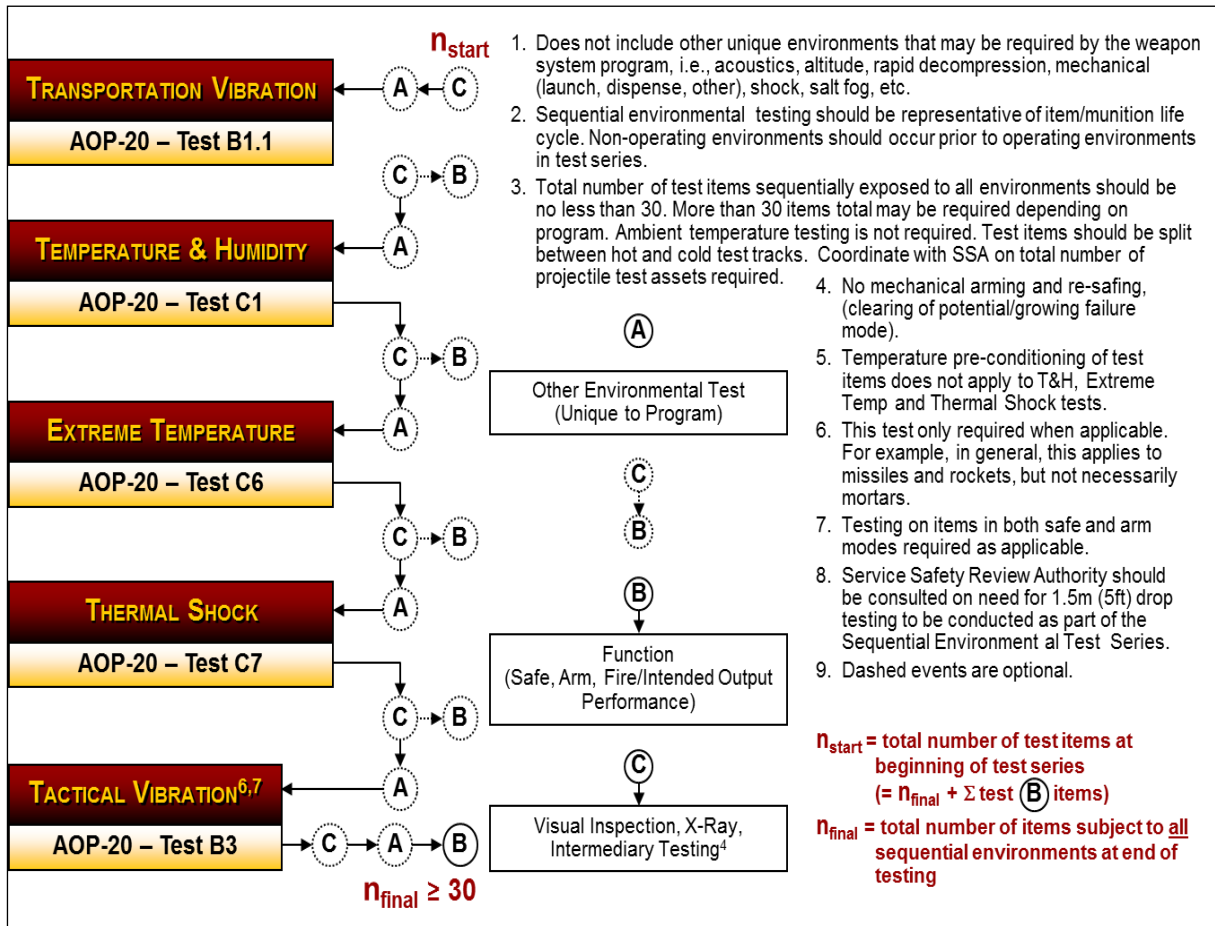 n_start
TRANSPORTATION VIBRATION
AOP-20 – Test B1.1
A
C
C
B
A
TEMPERATURE & HUMIDITY
AOP-20 – Test C1
C
B
A
EXTREME TEMPERATURE
AOP-20 – Test C6
C
B
A
THERMAL SHOCK
AOP-20 – Test C7
C
B
A
TACTICAL VIBRATION6,7
AOP-20 – Test B3
C
A
B
n_final ≥ 30
A
Other Environmental Test
(Unique to Program)
C
B
B
Function
(Safe, Arm, Fire/Intended Output
Performance)
C
Visual Inspection, X-Ray,
Intermediary Testing4
1. Does not include other unique environments that may be required by the weapon
system program, i.e., acoustics, altitude, rapid decompression, mechanical
(launch, dispense, other), shock, salt fog, etc.
2. Sequential environmental testing should be representative of item/munition life
cycle. Non-operating environments should occur prior to operating environments
in test series.
3. Total number of test items sequentially exposed to all environments should be
no less than 30. More than 30 items total may be required depending on
program. Ambient temperature testing is not required. Test items should be split
between hot and cold test tracks. Coordinate with SSA on total number of
projectile test assets required.
4. No mechanical arming and re-safing,
(clearing of potential/growing failure
mode).
5. Temperature pre-conditioning of test
items does not apply to T&H, Extreme
Temp and Thermal Shock tests.
6. This test only required when applicable.
For example, in general, this applies to
missiles and rockets, but not necessarily
mortars.
7. Testing on items in both safe and arm
modes required as applicable.
8. Service Safety Review Authority should
be consulted on need for 1.5m (5ft) drop
testing to be conducted as part of the
Sequential Environment al Test Series.
9. Dashed events are optional.
n_start = total number of test items at
beginning of test series
(= n_final + Σ test B items)
n_final = total number of items subject to all
sequential environments at end of
testing